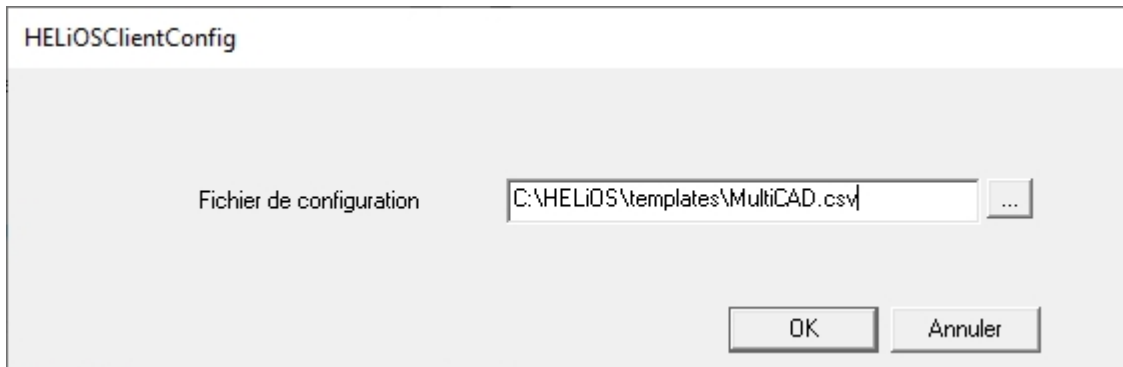 HELiOSClientConfig
Fichier de configuration C:\HELiOS\templates\MultiCAD.csv ...
OK Annuler